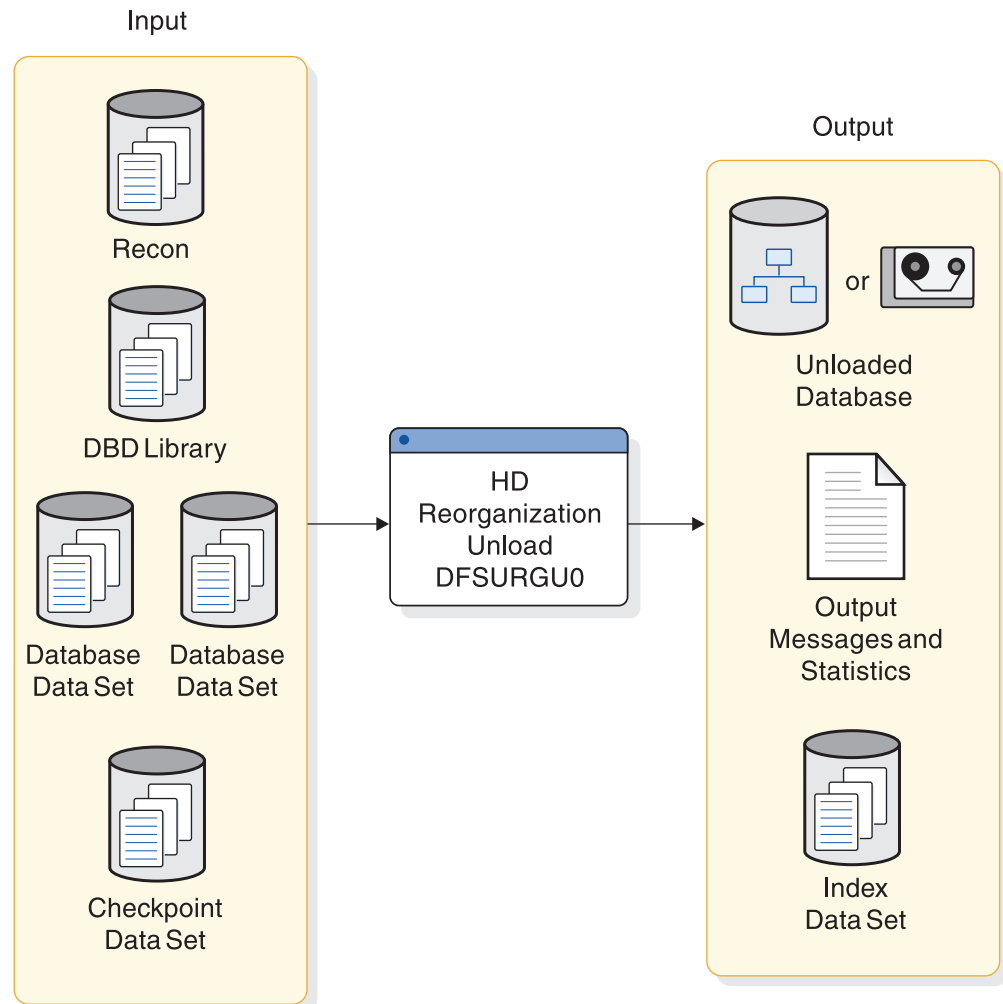 Input
Recon
DBD Library
Database
Data Set
Database
Data Set
Checkpoint
Data Set
HD
Reorganization
Unload
DFSURGU0
Output
or
Unloaded
Database
Output
Messages and
Statistics
Index
Data Set